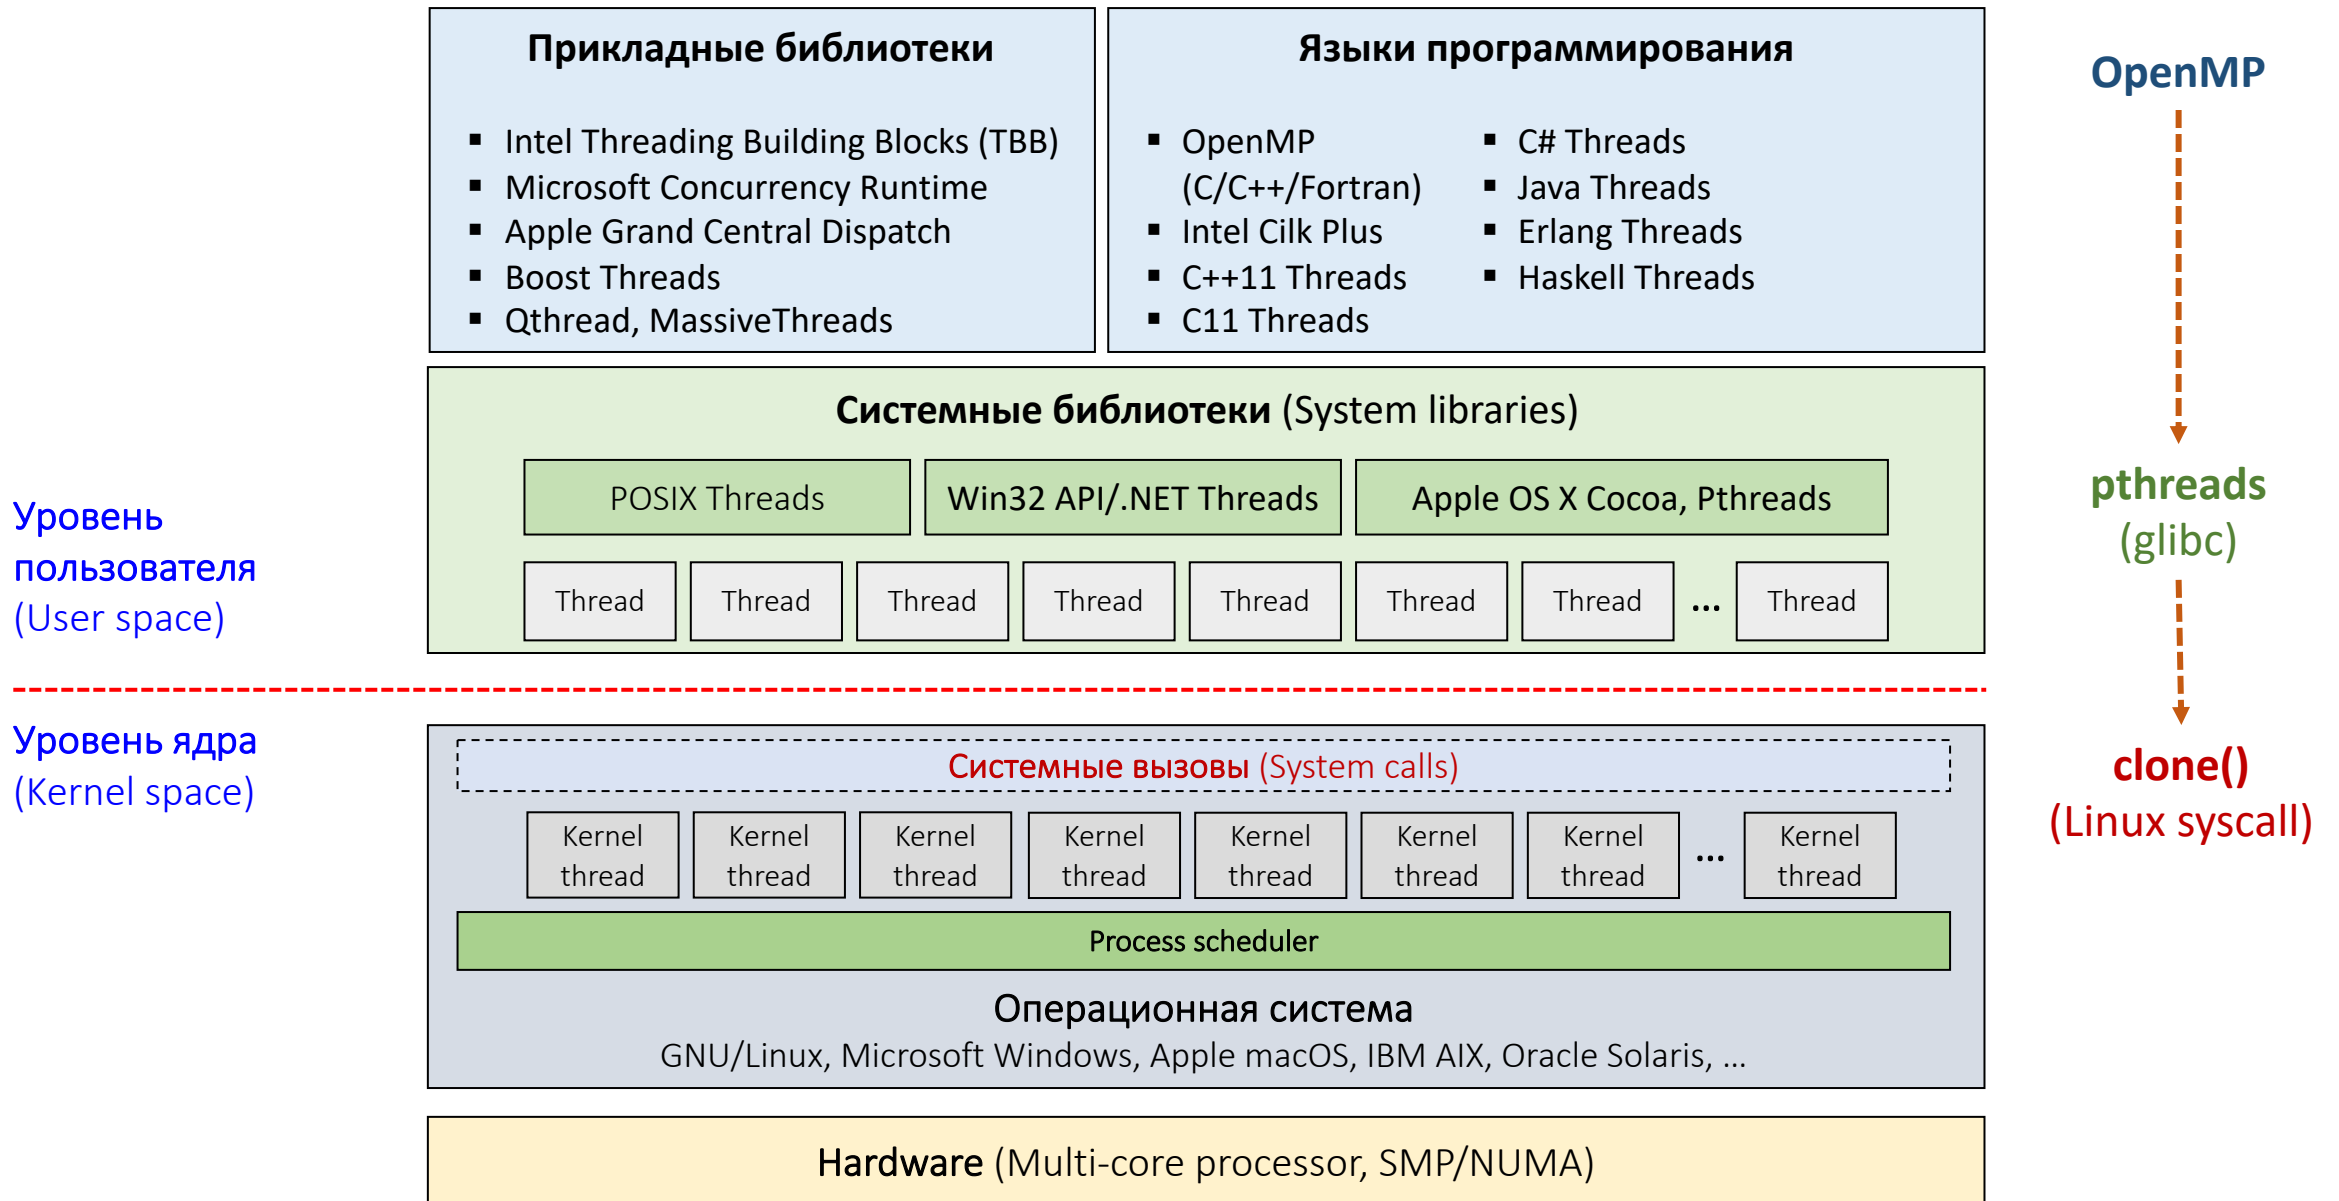 Прикладные библиотеки
▪ Intel Threading Building Blocks (TBB)
▪ Microsoft Concurrency Runtime
▪ Apple Grand Central Dispatch
▪ Boost Threads
▪ Qthread, MassiveThreads
Языки программирования
▪ OpenMP
(C/C++/Fortran)
▪ Intel Cilk Plus
▪ C++11 Threads
▪ C11 Threads
▪ C# Threads
▪ Java Threads
▪ Erlang Threads
▪ Haskell Threads
OpenMP
Системные библиотеки (System libraries)
POSIX Threads
Win32 API/.NET Threads
Apple OS X Cocoa, Pthreads
Thread
Thread
Thread
Thread
Thread
Thread
Thread
...
Thread
Уровень
пользователя
(User space)
pthreads
(glibc)
Уровень ядра
(Kernel space)
Системные вызовы (System calls)
Kernel
thread
Kernel
thread
Kernel
thread
Kernel
thread
Kernel
thread
Kernel
thread
Kernel
thread
...
Kernel
thread
Process scheduler
Операционная система
GNU/Linux, Microsoft Windows, Apple macOS, IBM AIX, Oracle Solaris, ...
clone()
(Linux syscall)
Hardware (Multi-core processor, SMP/NUMA)